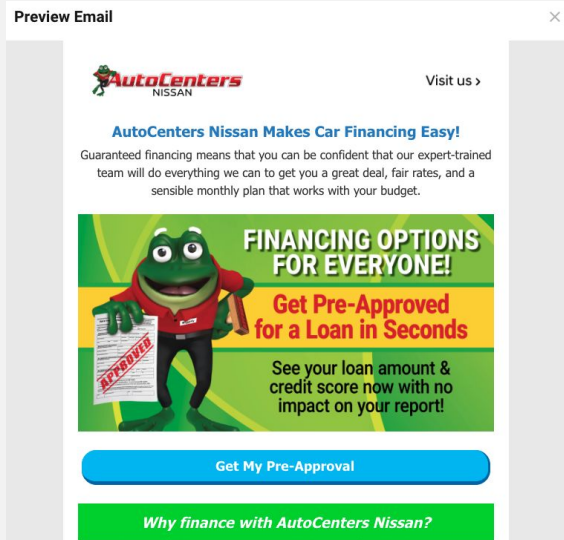 Preview Email
AutoCenters
NISSAN
Visit us ›
AutoCenters Nissan Makes Car Financing Easy!
Guaranteed financing means that you can be confident that our expert-trained
team will do everything we can to get you a great deal, fair rates, and a
sensible monthly plan that works with your budget.
FINANCING OPTIONS
FOR EVERYONE!
Get Pre-Approved
for a Loan in Seconds
See your loan amount &
credit score now with no
impact on your report!
APPROVED
Get My Pre-Approval
Why finance with AutoCenters Nissan?